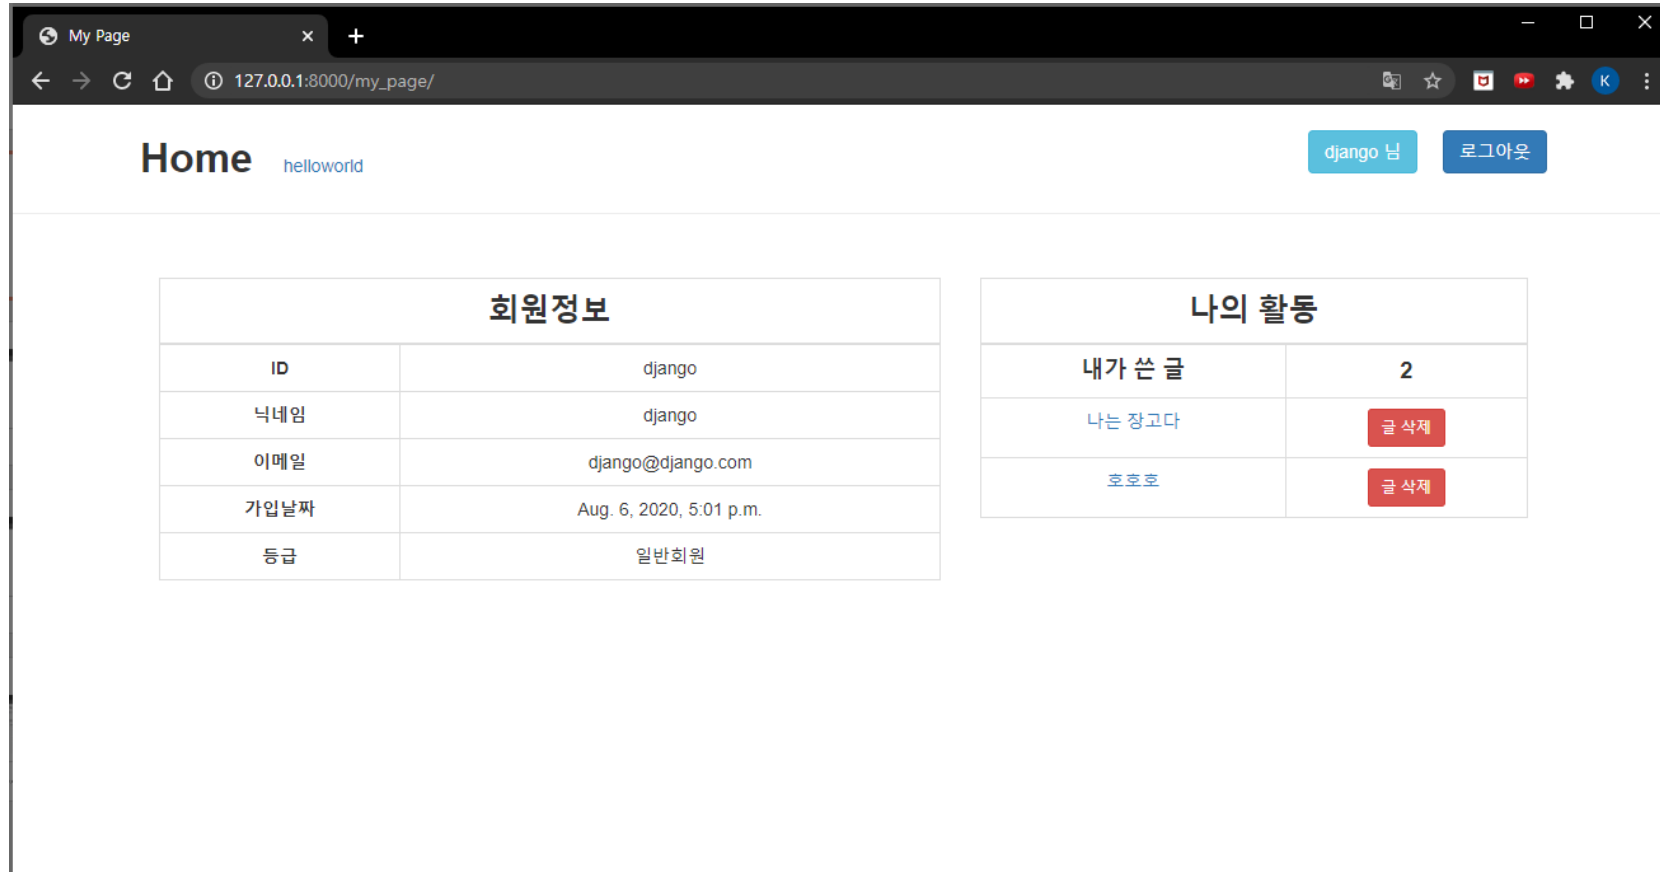 My Page
127.0.0.1:8000/my_page/
K
Home helloworld django 님 로그아웃
회원정보
ID django
닉네임 django
이메일 django@django.com
가입날짜 Aug. 6, 2020, 5:01 p.m.
등급 일반회원
나의 활동
내가 쓴 글 2
나는 장고다 글 삭제
호호호 글 삭제